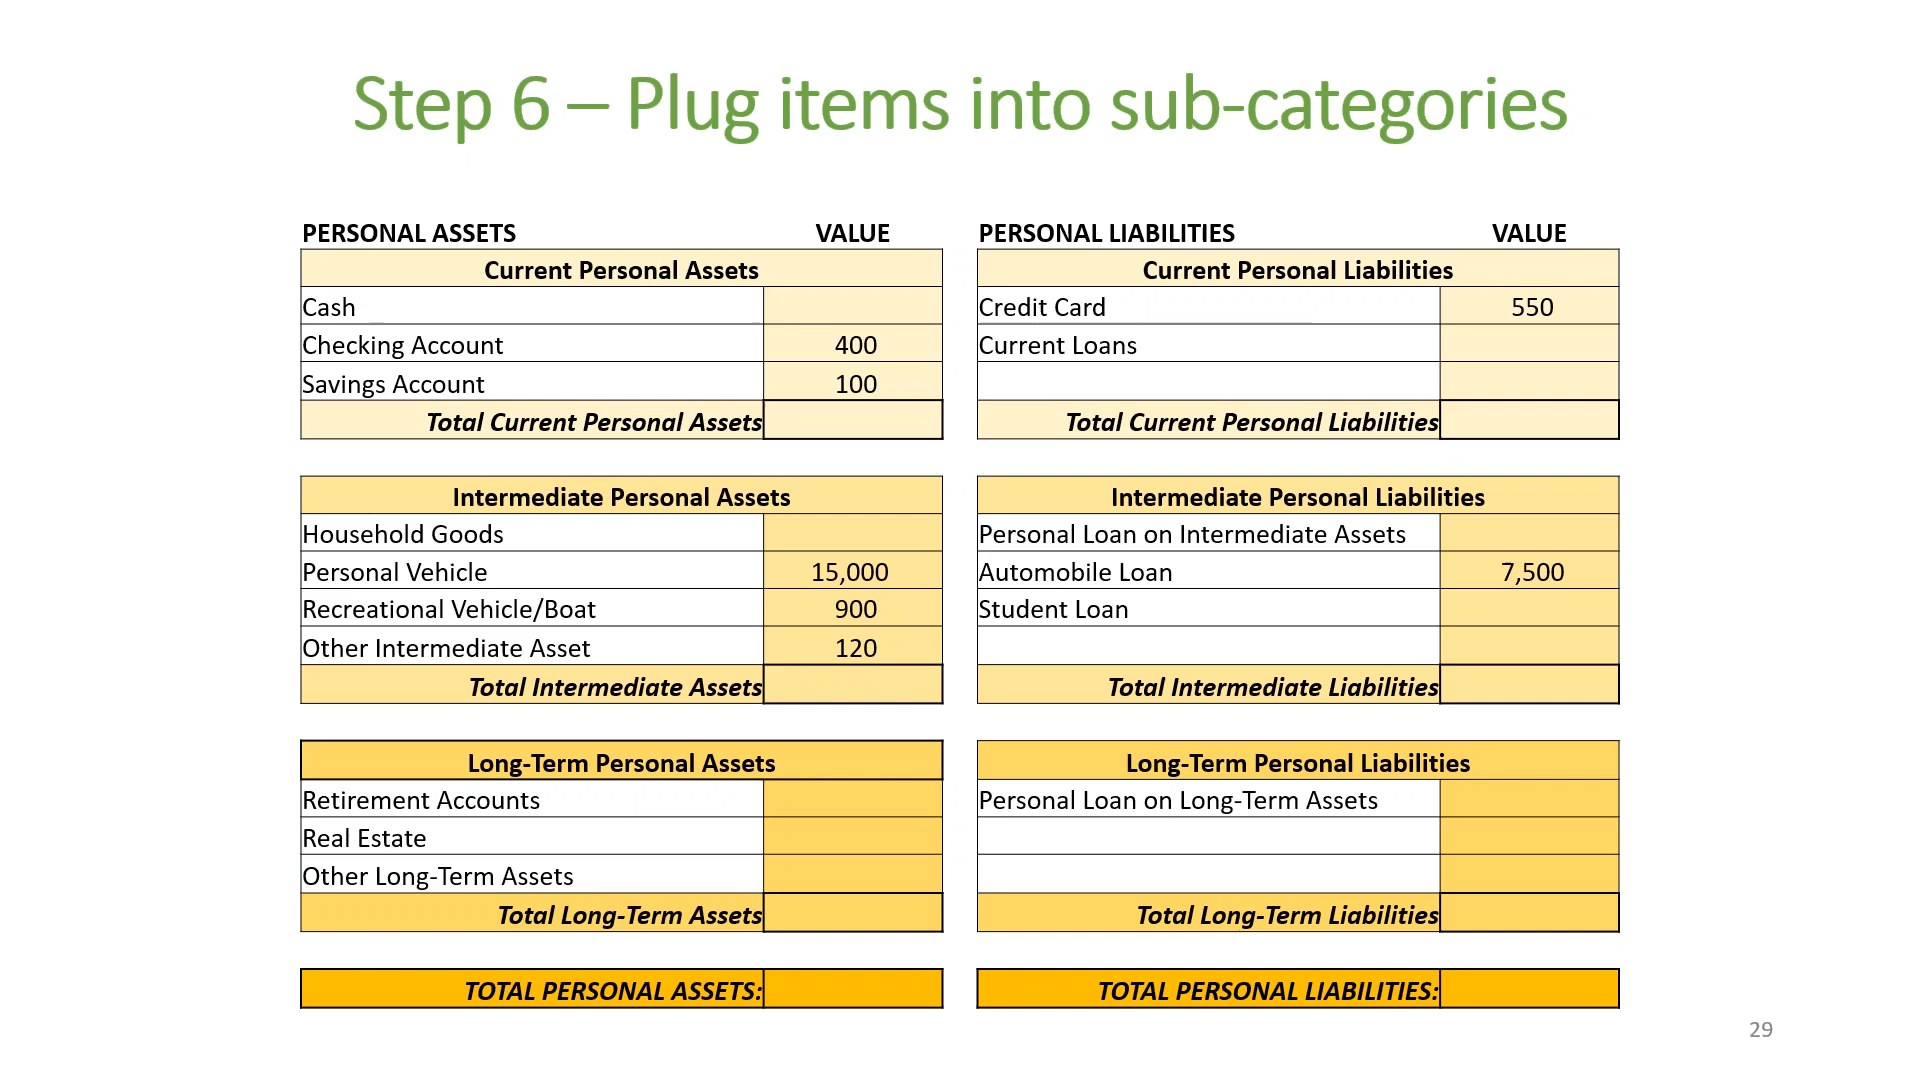 Step 6 – Plug items into sub-categories
PERSONAL ASSETS VALUE
Current Personal Assets
Cash
Checking Account 400
Savings Account 100
Total Current Personal Assets
Intermediate Personal Assets
Household Goods
Personal Vehicle 15,000
Recreational Vehicle/Boat 900
Other Intermediate Asset 120
Total Intermediate Assets
Long-Term Personal Assets
Retirement Accounts
Real Estate
Other Long-Term Assets
Total Long-Term Assets
TOTAL PERSONAL ASSETS:
PERSONAL LIABILITIES VALUE
Current Personal Liabilities
Credit Card 550
Current Loans
Total Current Personal Liabilities
Intermediate Personal Liabilities
Personal Loan on Intermediate Assets
Automobile Loan 7,500
Student Loan
Total Intermediate Liabilities
Long-Term Personal Liabilities
Personal Loan on Long-Term Assets
Total Long-Term Liabilities
TOTAL PERSONAL LIABILITIES:
29